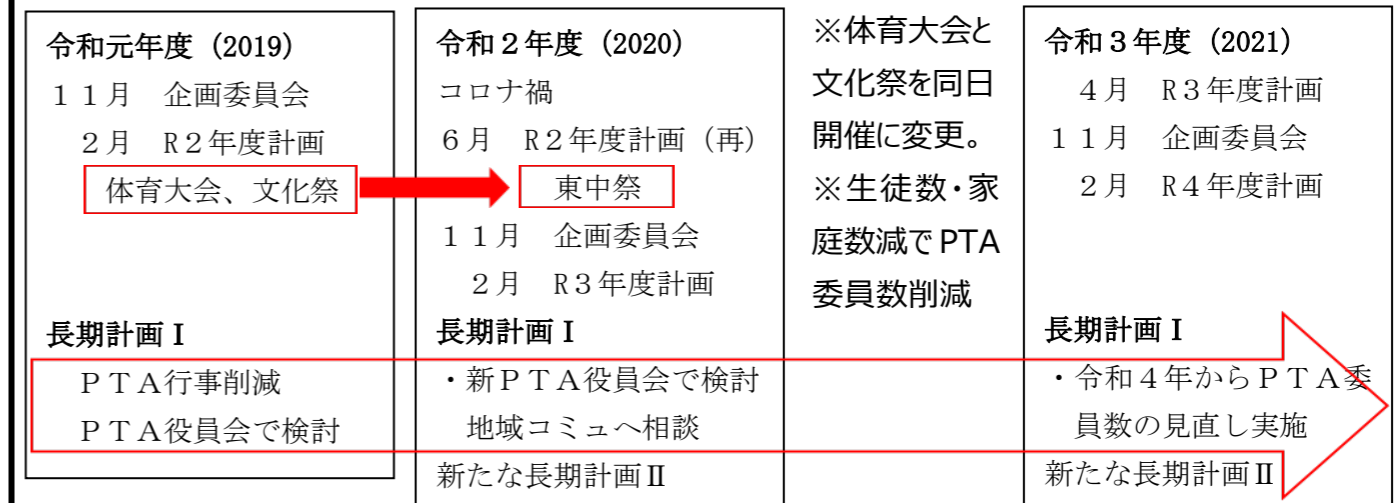 令和元年度（2019）
１１月　企画委員会
２月　R２年度計画
体育大会、文化祭
長期計画Ⅰ
ＰＴＡ行事削減
ＰＴＡ役員会で検討
令和２年度（2020）
コロナ禍
６月　R２年度計画（再）
東中祭
１１月　企画委員会
２月　R３年度計画
長期計画Ⅰ
・新ＰＴＡ役員会で検討
地域コミュへ相談
新たな長期計画Ⅱ
※体育大会と
文化祭を同日
開催に変更。
※生徒数・家
庭数減でPTA
委員数削減
令和３年度（2021）
４月　R３年度計画
１１月　企画委員会
２月　R４年度計画
長期計画Ⅰ
・令和４年からＰＴＡ委
員数の見直し実施
新たな長期計画Ⅱ